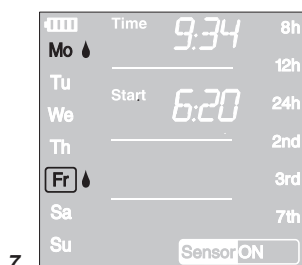 Time 9:34 8h
Mo
12h
Tu
Start 6:20 24h
We
Th 2nd
Fr 3rd
Sa 7th
Su Sensor ON
7